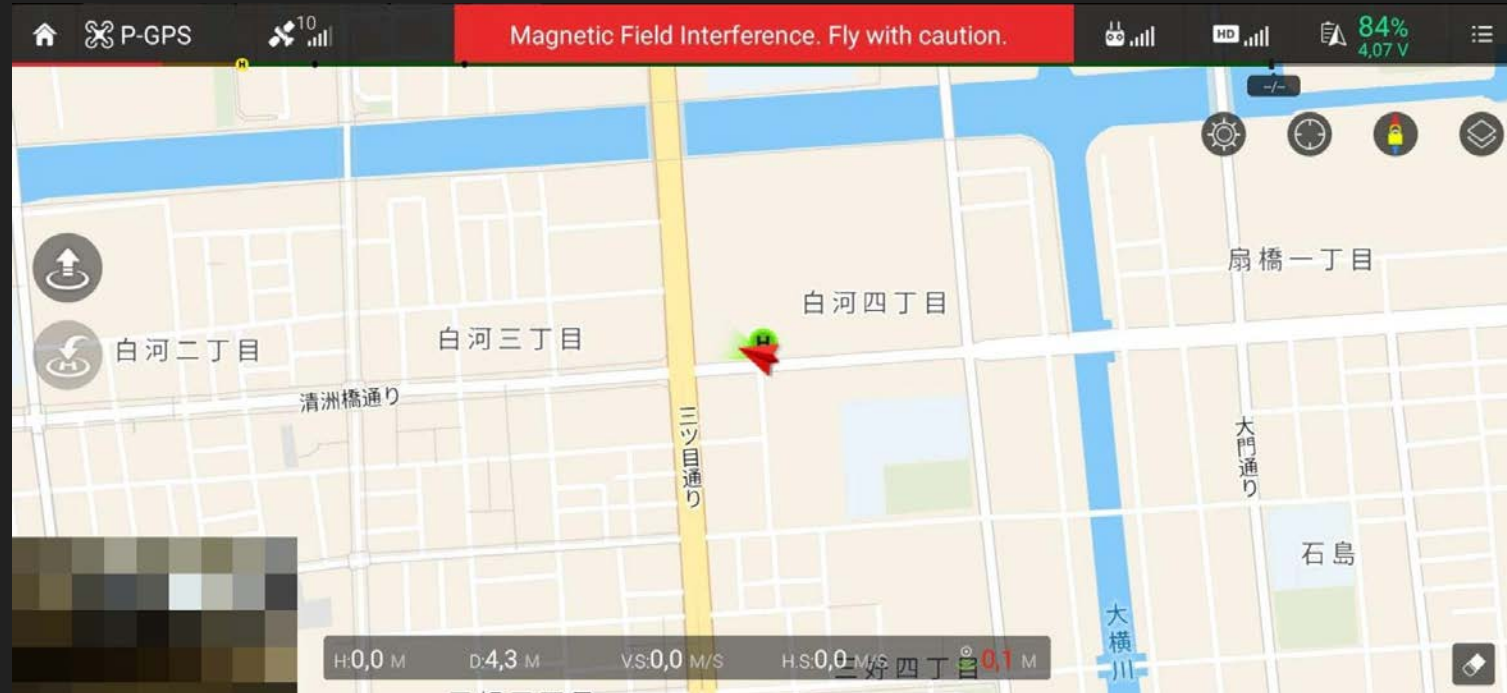 P-GPS
10
Magnetic Field Interference. Fly with caution.
HD
84%
4,07 V
H
-/-
扇橋一丁目
白河四丁目
H
白河三丁目
白河二丁目
H
清洲橋通り
三ツ目通り
大門通り
石島
大横川
H:0,0 M
D:4,3 M
V.S:0,0 M/S
H.S:0,0 M/S
三好四丁目
0,1 M